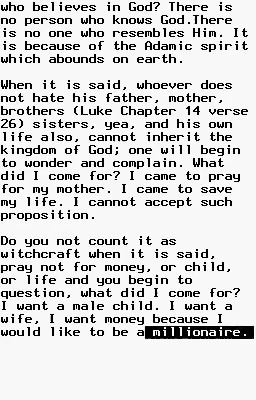 who believes in God? There is
no person who knows God.There
is no one who resembles Him. It
is because of the Adamic spirit
which abounds on earth.
When it is said, whoever does
not hate his father, mother,
brothers (Luke Chapter 14 verse
26) sisters, yea, and his own
life also, cannot inherit the
kingdom of God; one will begin
to wonder and complain. What
did I come for? I came to pray
for my mother. I came to save
my life. I cannot accept such
proposition.
Do you not count it as
witchcraft when it is said,
pray not for money, or child,
or life and you begin to
question, what did I come for?
I want a male child. I want a
wife, I want money because I
would like to be a millionaire.